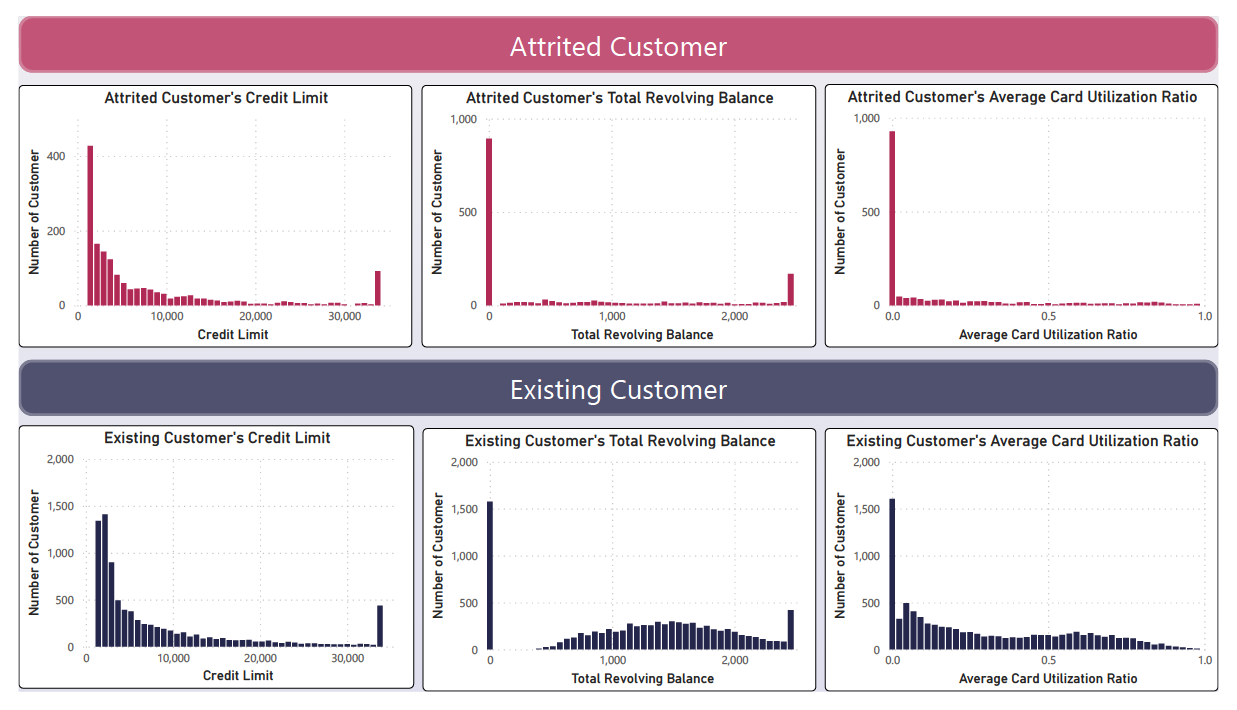 Attrited Customer
Attrited Customer's Credit Limit
Number of Customer
400
200
0
0 10,000 20,000 30,000
Credit Limit
Attrited Customer's Total Revolving Balance
Number of Customer
1,000
500
0
0 1,000 2,000
Total Revolving Balance
Attrited Customer's Average Card Utilization Ratio
Number of Customer
1,000
500
0
0.0 0.5 1.0
Average Card Utilization Ratio
Existing Customer
Existing Customer's Credit Limit
Number of Customer
2,000
1,500
1,000
500
0
0 10,000 20,000 30,000
Credit Limit
Existing Customer's Total Revolving Balance
Number of Customer
2,000
1,500
1,000
500
0
0 1,000 2,000
Total Revolving Balance
Existing Customer's Average Card Utilization Ratio
Number of Customer
2,000
1,500
1,000
500
0
0.0 0.5 1.0
Average Card Utilization Ratio